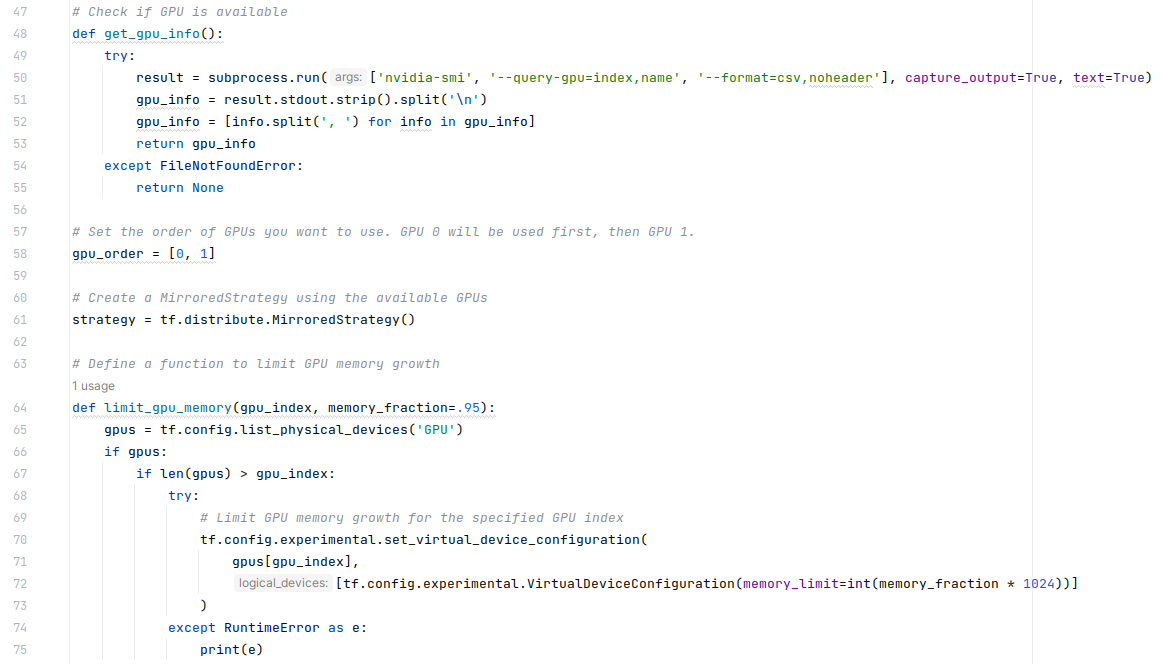 47 # Check if GPU is available
48 def get_gpu_info():
49     try:
50         result = subprocess.run( args: ['nvidia-smi', '--query-gpu=index,name', '--format=csv,noheader'], capture_output=True, text=True)
51         gpu_info = result.stdout.strip().split('\n')
52         gpu_info = [info.split(', ') for info in gpu_info]
53         return gpu_info
54     except FileNotFoundError:
55         return None
56
57 # Set the order of GPUs you want to use. GPU 0 will be used first, then GPU 1.
58 gpu_order = [0, 1]
59
60 # Create a MirroredStrategy using the available GPUs
61 strategy = tf.distribute.MirroredStrategy()
62
63 # Define a function to limit GPU memory growth
1 usage
64 def limit_gpu_memory(gpu_index, memory_fraction=.95):
65     gpus = tf.config.list_physical_devices('GPU')
66     if gpus:
67         if len(gpus) > gpu_index:
68             try:
69                 # Limit GPU memory growth for the specified GPU index
70                 tf.config.experimental.set_virtual_device_configuration(
71                     gpus[gpu_index],
72                     logical_devices: [tf.config.experimental.VirtualDeviceConfiguration(memory_limit=int(memory_fraction * 1024))]
73                 )
74             except RuntimeError as e:
75                 print(e)